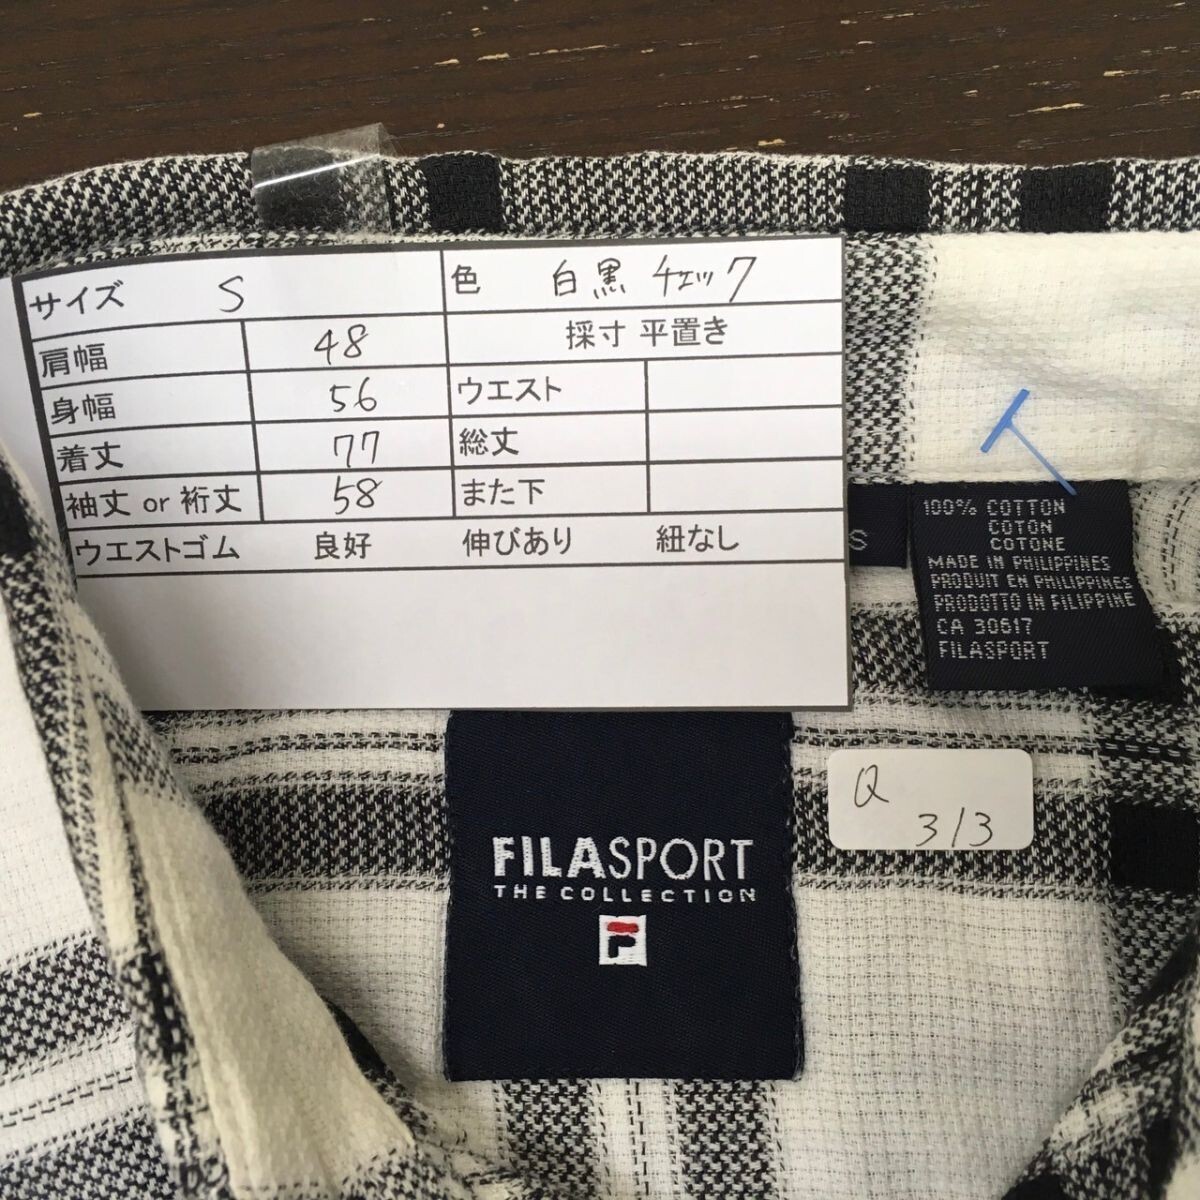 サイズ S 色 白黒 チェック
肩幅 48 採寸 平置き
身幅 56 ウエスト
着丈 77 総丈
袖丈 or 裄丈 58 また下
ウエストゴム 良好 伸びあり 紐なし
S
100% COTTON
COTON
COTONE
MADE IN PHILIPPINES
PRODUIT EN PHILIPPINES
PRODOTTO IN FILIPPINE
CA 30617
FILASPORT
Q
313
FILASPORT
THE COLLECTION
F